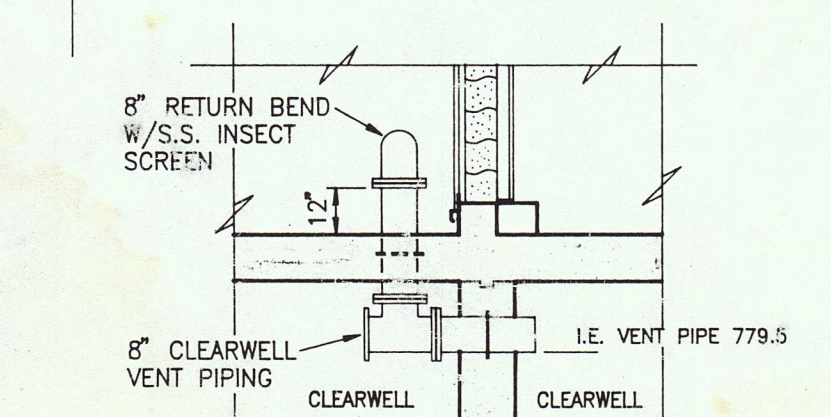 8" RETURN BEND
W/S.S. INSECT
SCREEN
12"
8" CLEARWELL
VENT PIPING
I.E. VENT PIPE 779.5
CLEARWELL
CLEARWELL